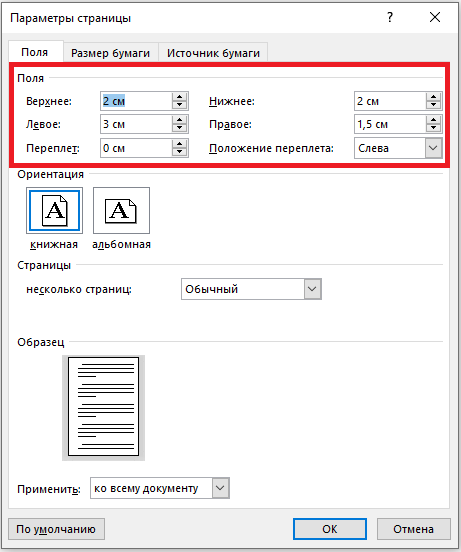 Параметры страницы ? ×
Поля Размер бумаги Источник бумаги
Поля
Верхнее: 2 см Нижнее: 2 см
Левое: 3 см Правое: 1,5 см
Переплет: 0 см Положение переплета: Слева
Ориентация
A A
книжная альбомная
Страницы
несколько страниц: Обычный
Образец
Применить: ко всему документу
По умолчанию ОК Отмена